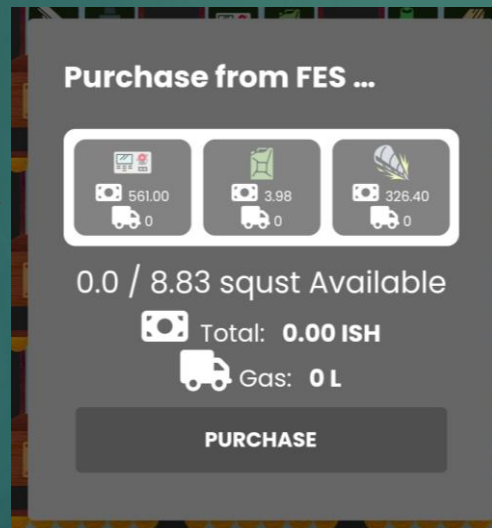 Purchase from FES ...
561.00 3.98 326.40
0 0 0
0.0 / 8.83 squst Available
Total: 0.00 ISH
Gas: 0 L
PURCHASE